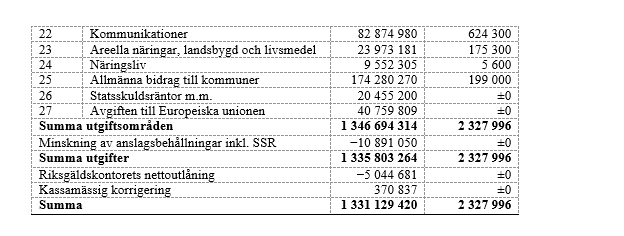 22 Kommunikationer 82 874 980 624 300
23 Areella näringar, landsbygd och livsmedel 23 973 181 175 300
24 Näringsliv 9 552 305 5 600
25 Allmänna bidrag till kommuner 174 280 270 199 000
26 Statsskuldsräntor m.m. 20 455 200 ±0
27 Avgiften till Europeiska unionen 40 759 809 ±0
Summa utgiftsområden 1 346 694 314 2 327 996
Minskning av anslagsbehållningar inkl. SSR −10 891 050 ±0
Summa utgifter 1 335 803 264 2 327 996
Riksgäldskontorets nettoutlåning −5 044 681 ±0
Kassamässig korrigering 370 837 ±0
Summa 1 331 129 420 2 327 996